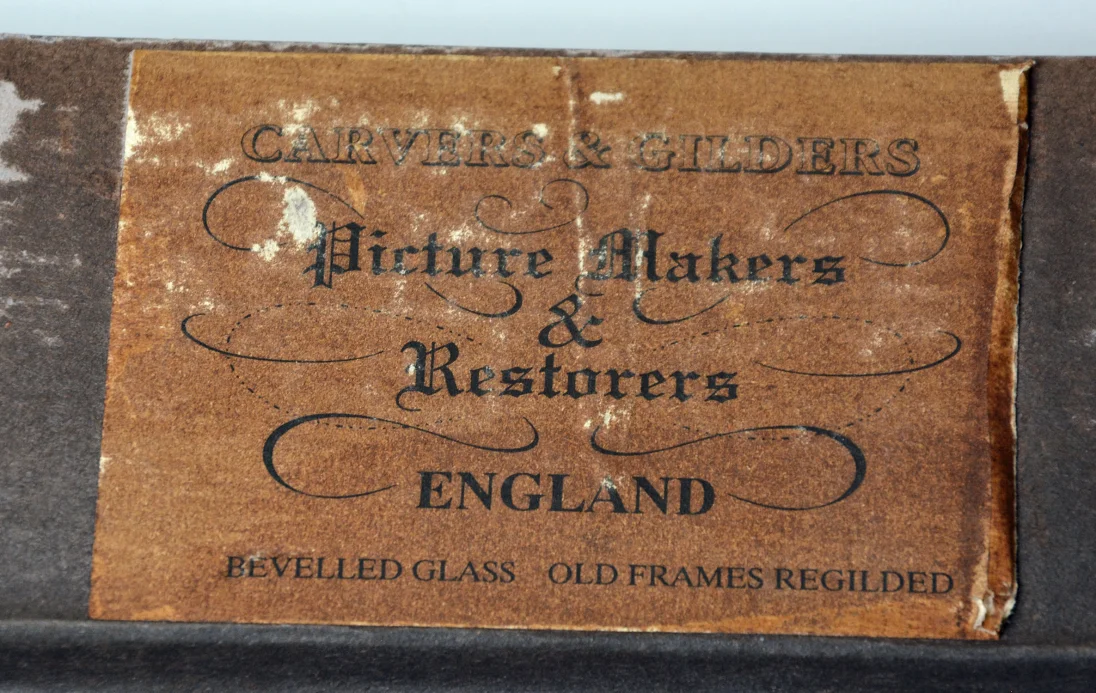 CARVERS & GILDERS
Picture Makers
&
Restorers
ENGLAND
BEVELLED GLASS OLD FRAMES REGILDED